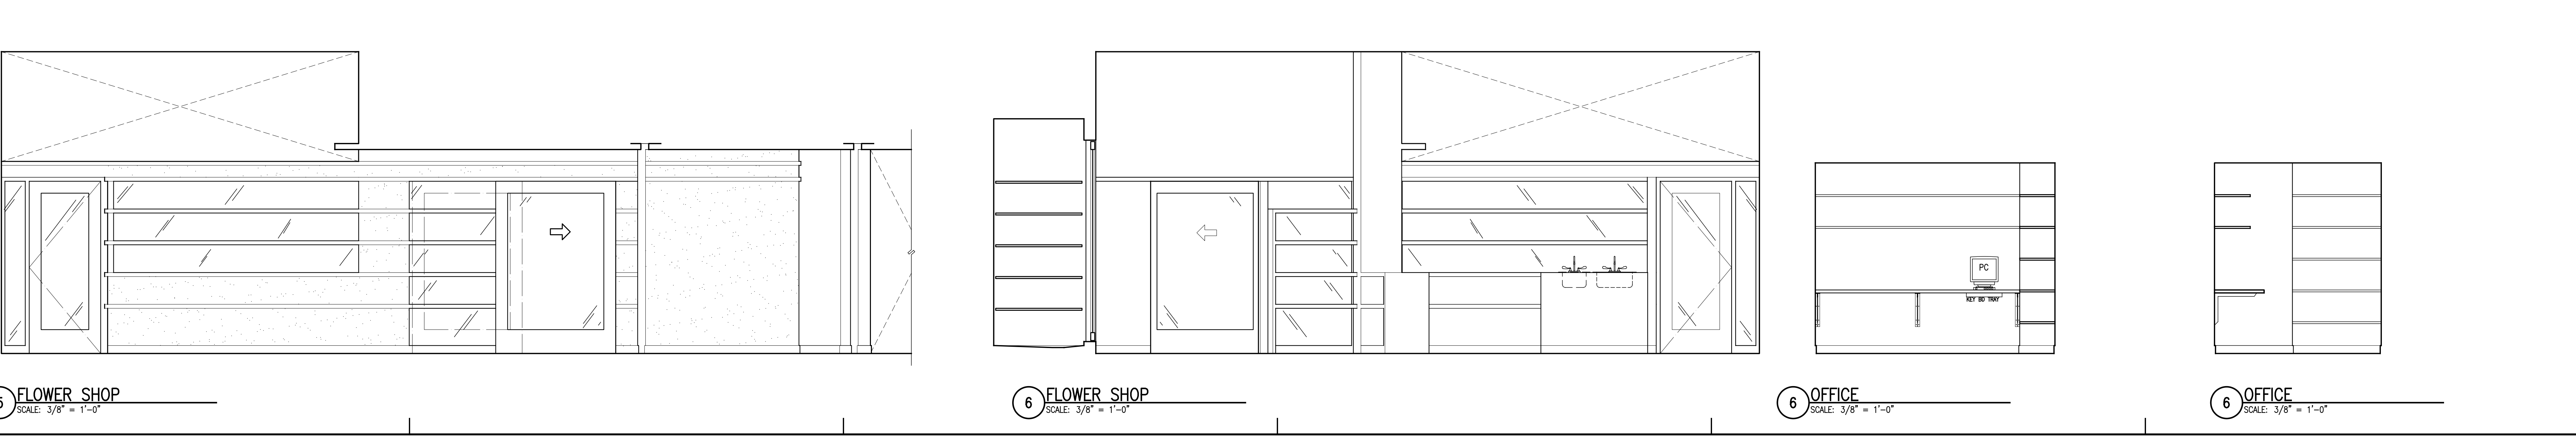 PC
KEY BD TRAY
5 FLOWER SHOP
SCALE: 3/8" = 1'-0"
6 FLOWER SHOP
SCALE: 3/8" = 1'-0"
6 OFFICE
SCALE: 3/8" = 1'-0"
6 OFFICE
SCALE: 3/8" = 1'-0"